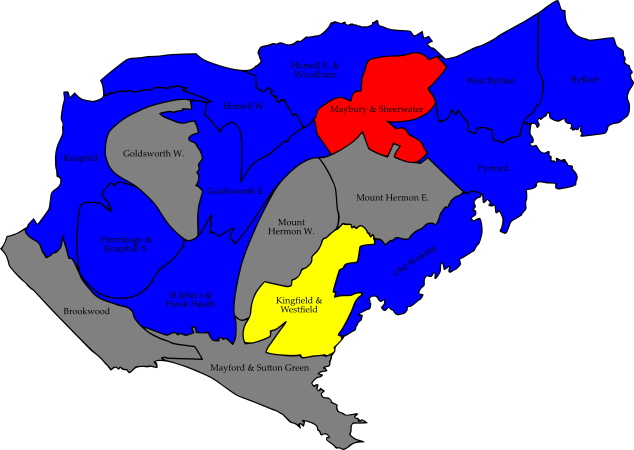 Horsell E. &
Woodham
West Byfleet
Byfleet
Horsell W.
Maybury & Sheerwater
Knaphill
Goldsworth W.
Pyrford
Goldsworth E.
Mount Hermon E.
Mount
Hermon W.
Hermitage &
Knaphill S.
Old Woking
St John's &
Hook Heath
Kingfield &
Westfield
Brookwood
Mayford & Sutton Green